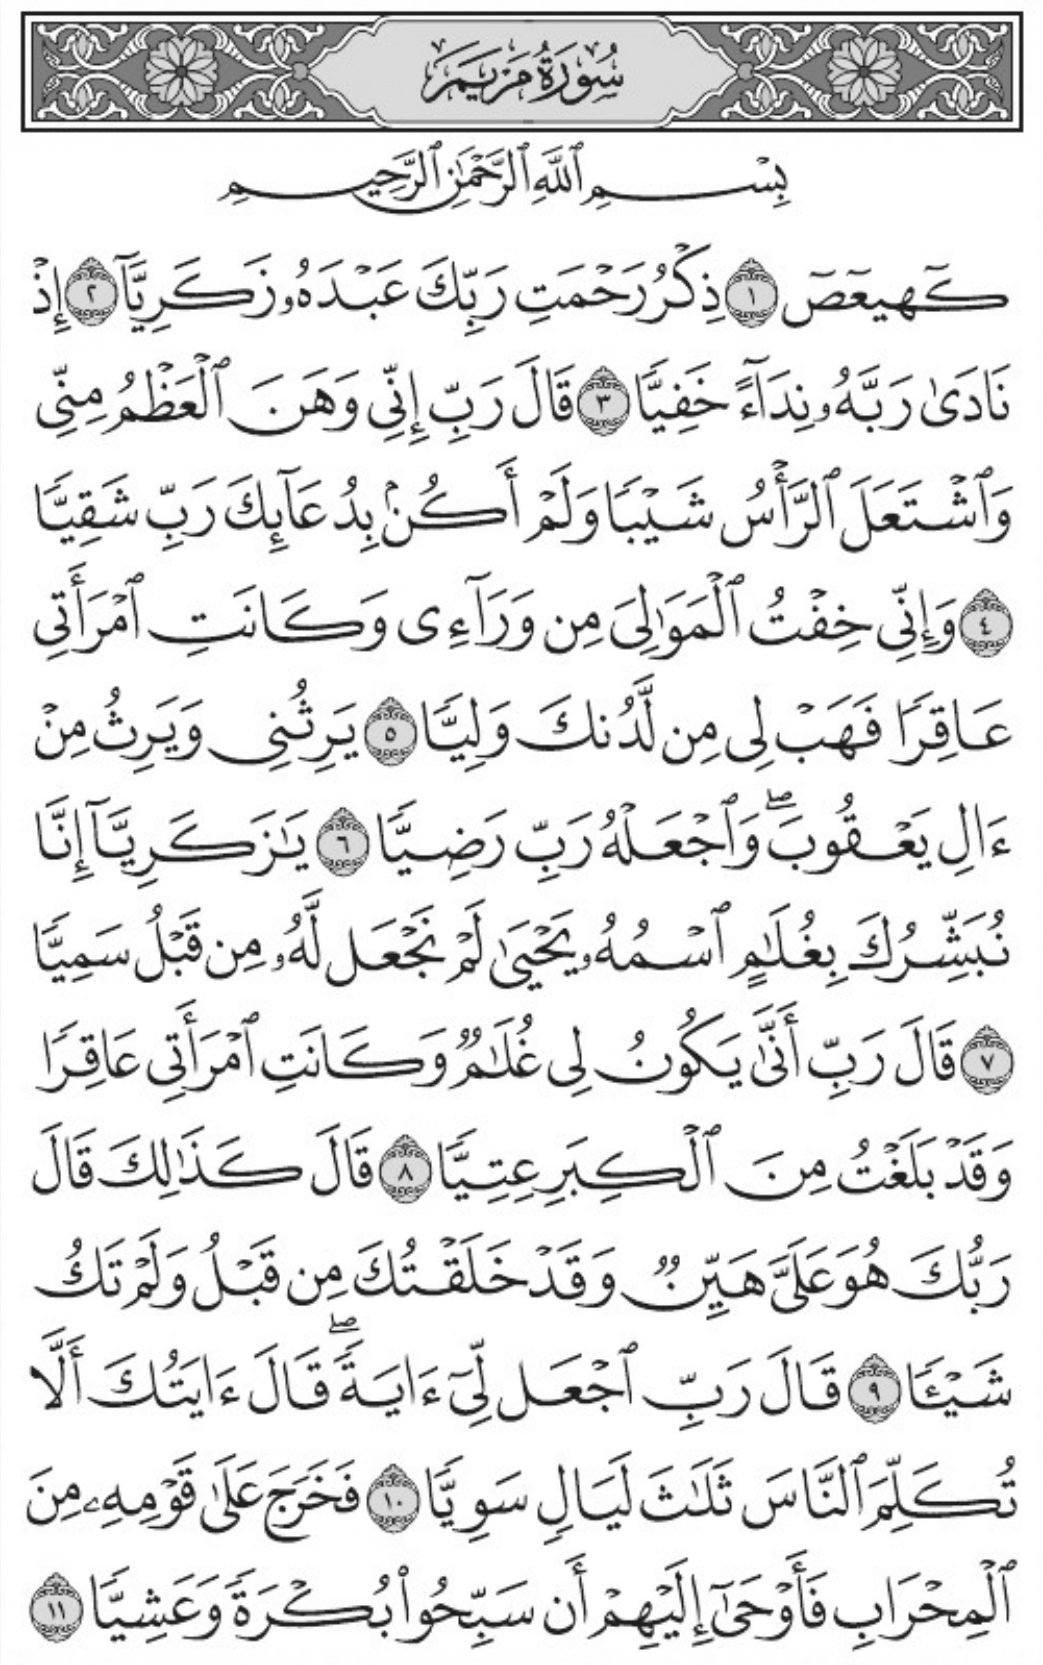 سُورَةُ مَرْيَمَ
بِسْمِ ٱللَّهِ ٱلرَّحْمَٰنِ ٱلرَّحِيمِ
كٓهيعٓصٓ ١ ذِكْرُ رَحْمَتِ رَبِّكَ عَبْدَهُۥ زَكَرِيَّآ ٢ إِذْ
نَادَىٰ رَبَّهُۥ نِدَآءً خَفِيًّا ٣ قَالَ رَبِّ إِنِّى وَهَنَ ٱلْعَظْمُ مِنِّى
وَٱشْتَعَلَ ٱلرَّأْسُ شَيْبًا وَلَمْ أَكُنۢ بِدُعَآئِكَ رَبِّ شَقِيًّا
٤ وَإِنِّى خِفْتُ ٱلْمَوَٰلِىَ مِن وَرَآءِى وَكَانَتِ ٱمْرَأَتِى
عَاقِرًا فَهَبْ لِى مِن لَّدُنكَ وَلِيًّا ٥ يَرِثُنِى وَيَرِثُ مِنْ
ءَالِ يَعْقُوبَ ۖ وَٱجْعَلْهُ رَبِّ رَضِيًّا ٦ يَٰزَكَرِيَّآ إِنَّا
نُبَشِّرُكَ بِغُلَٰمٍ ٱسْمُهُۥ يَحْيَىٰ لَمْ نَجْعَل لَّهُۥ مِن قَبْلُ سَمِيًّا
٧ قَالَ رَبِّ أَنَّىٰ يَكُونُ لِى غُلَٰمٌ وَكَانَتِ ٱمْرَأَتِى عَاقِرًا
وَقَدْ بَلَغْتُ مِنَ ٱلْكِبَرِ عِتِيًّا ٨ قَالَ كَذَٰلِكَ قَالَ
رَبُّكَ هُوَ عَلَىَّ هَيِّنٌ وَقَدْ خَلَقْتُكَ مِن قَبْلُ وَلَمْ تَكُ
شَيْـًٔا ٩ قَالَ رَبِّ ٱجْعَل لِّىٓ ءَايَةً ۖ قَالَ ءَايَتُكَ أَلَّا
تُكَلِّمَ ٱلنَّاسَ ثَلَٰثَ لَيَالٍ سَوِيًّا ١٠ فَخَرَجَ عَلَىٰ قَوْمِهِۦ مِنَ
ٱلْمِحْرَابِ فَأَوْحَىٰٓ إِلَيْهِمْ أَن سَبِّحُوا۟ بُكْرَةً وَعَشِيًّا ١١